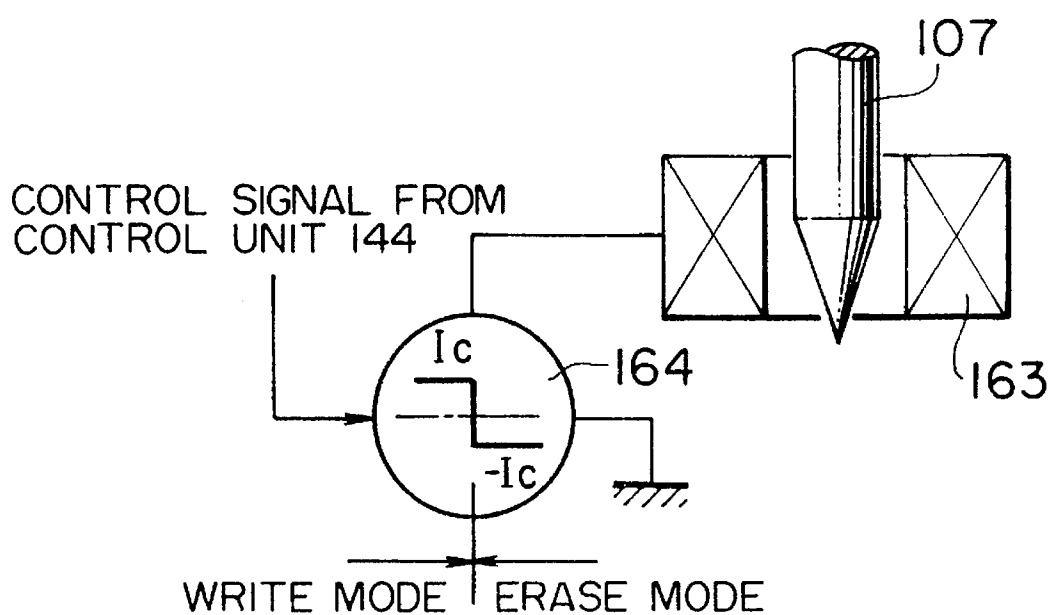 107
CONTROL SIGNAL FROM
CONTROL UNIT 144
Ic
164
163
-Ic
WRITE MODE ERASE MODE